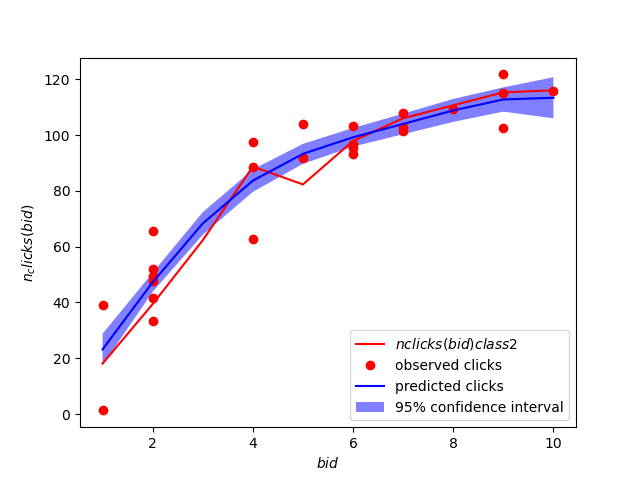 120
100
80
60
40
20
0
n_clicks(bid)
nclicks(bid)class2
observed clicks
predicted clicks
95% confidence interval
2
4
6
8
10
bid